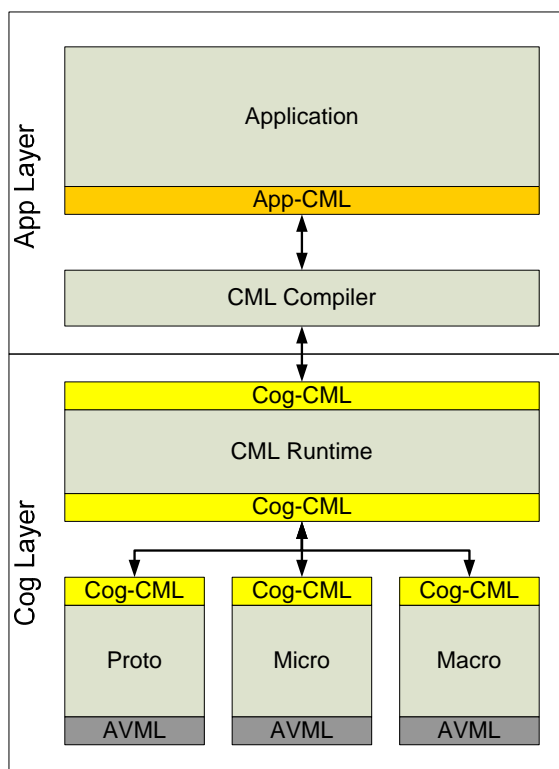 App Layer
Application
App-CML
CML Compiler
Cog Layer
Cog-CML
CML Runtime
Cog-CML
Cog-CML
Cog-CML
Cog-CML
Proto
Micro
Macro
AVML
AVML
AVML